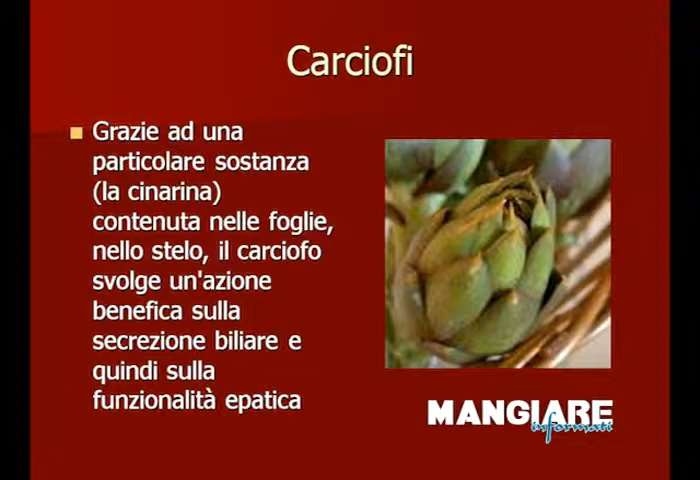 Carciofi
Grazie ad una
particolare sostanza
(la cinarina)
contenuta nelle foglie,
nello stelo, il carciofo
svolge un'azione
benefica sulla
secrezione biliare e
quindi sulla
funzionalità epatica
MANGIARE
informati